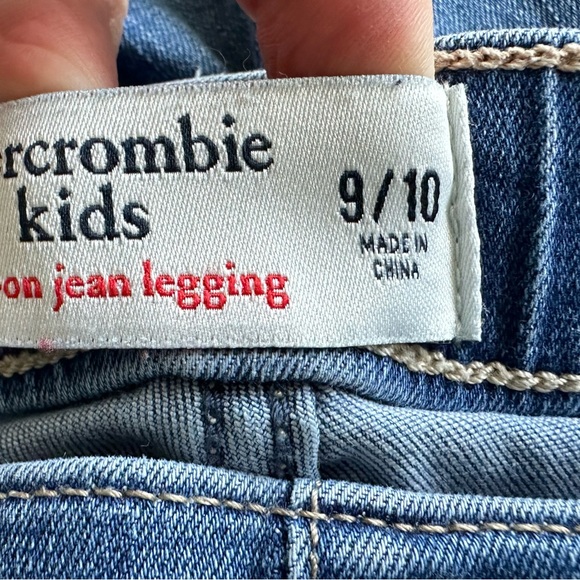 ercrombie
kids
-on jean legging
9/10
MADE IN
CHINA